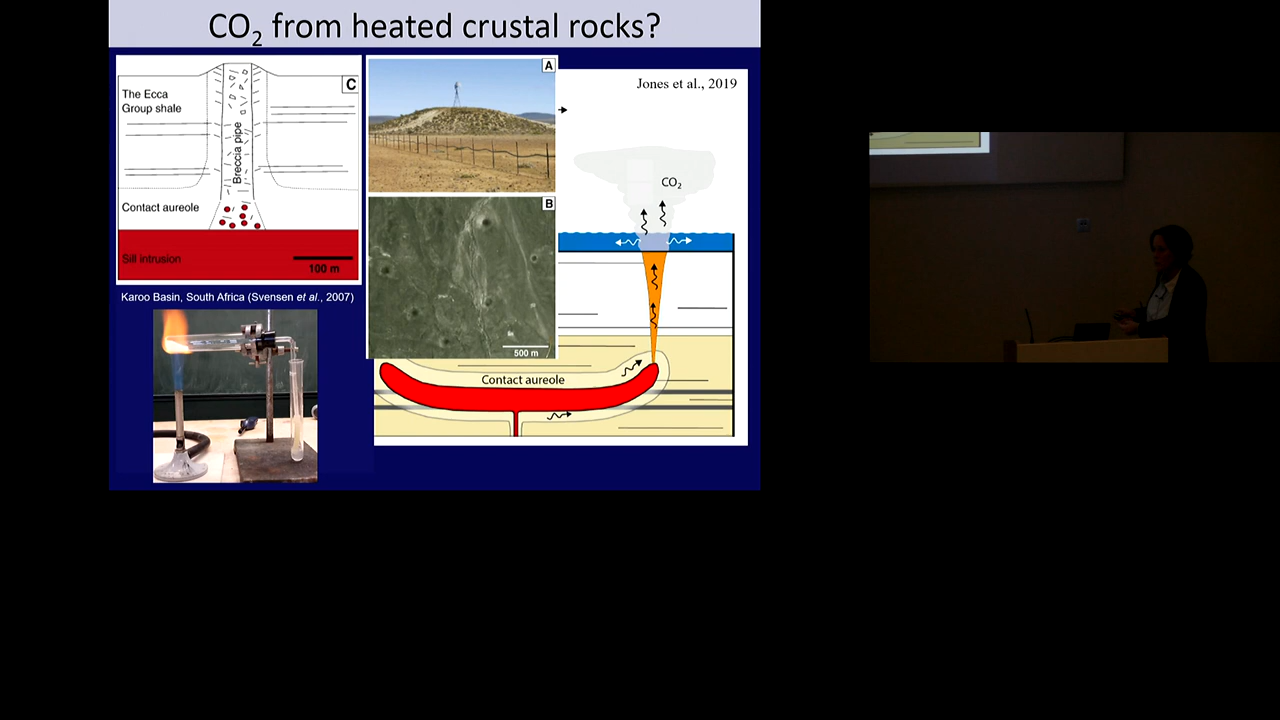 CO2 from heated crustal rocks?
C
The Ecca
Group shale
Breccia pipe
Contact aureole
Sill intrusion
100 m
Karoo Basin, South Africa (Svensen et al., 2007)
A
B
500 m
Jones et al., 2019
CO2
Contact aureole